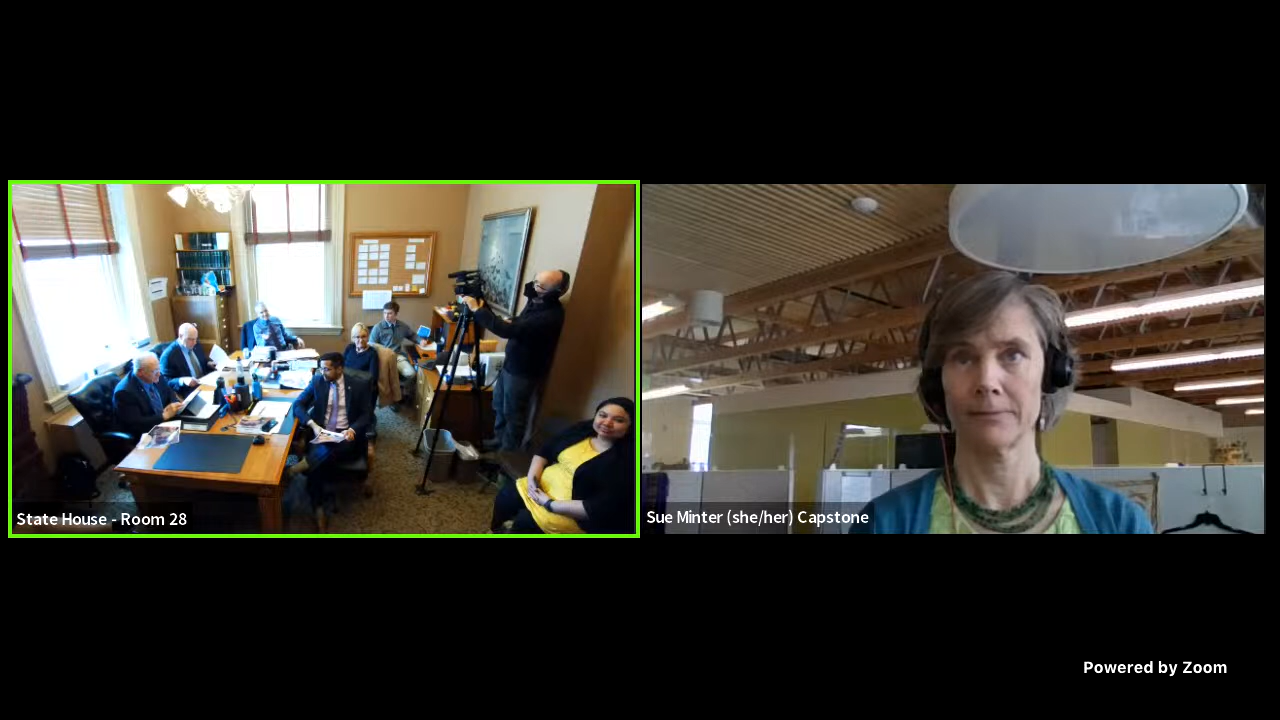 State House - Room 28
Sue Minter (she/her) Capstone
Powered by Zoom